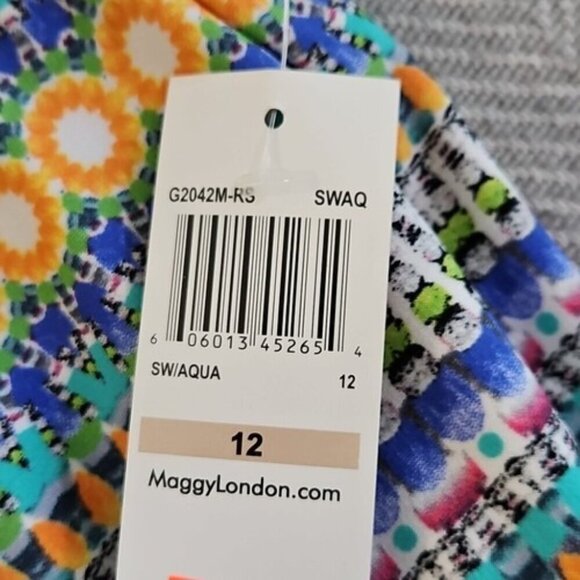 G2042M-RS SWAQ
6 06013 45265 4
SW/AQUA 12
12
MaggyLondon.com